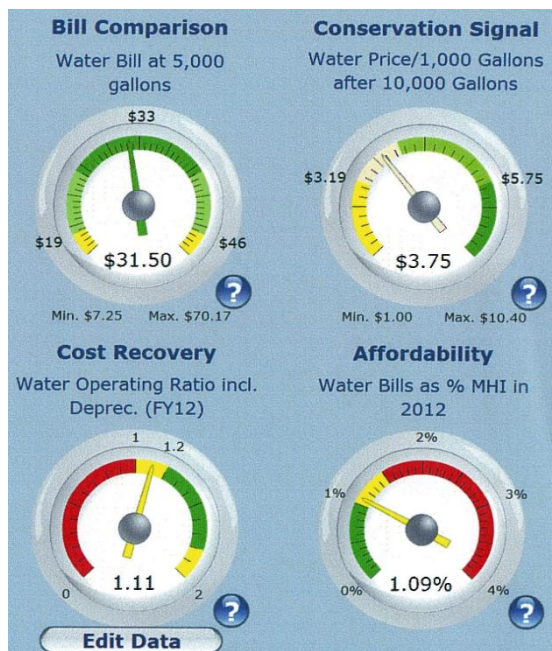 Bill Comparison
Water Bill at 5,000
gallons
$33
$19
$46
$31.50
?
Min. $7.25 Max. $70.17
Conservation Signal
Water Price/1,000 Gallons
after 10,000 Gallons
$3.19
$5.75
$3.75
?
Min. $1.00 Max. $10.40
Cost Recovery
Water Operating Ratio incl.
Deprec. (FY12)
1
1.2
0
2
1.11
?
Edit Data
Affordability
Water Bills as % MHI in
2012
2%
1%
3%
0%
4%
1.09%
?